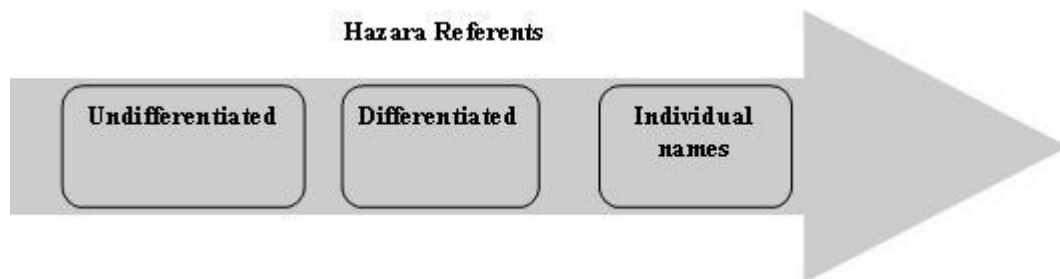 Hazara Referents
Undifferentiated
Differentiated
Individual
names